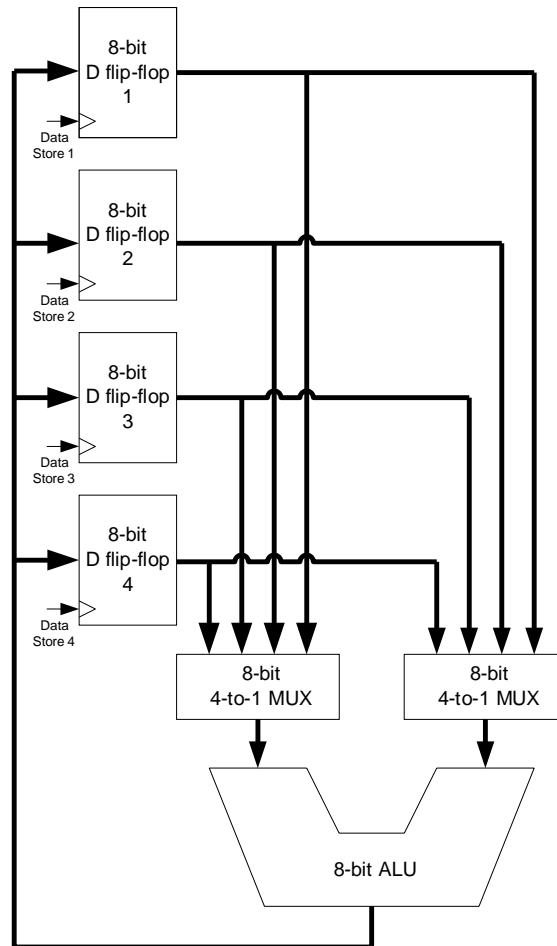 8-bit
D flip-flop
1
Data
Store 1
8-bit
D flip-flop
2
Data
Store 2
8-bit
D flip-flop
3
Data
Store 3
8-bit
D flip-flop
4
Data
Store 4
8-bit
4-to-1 MUX
8-bit
4-to-1 MUX
8-bit ALU